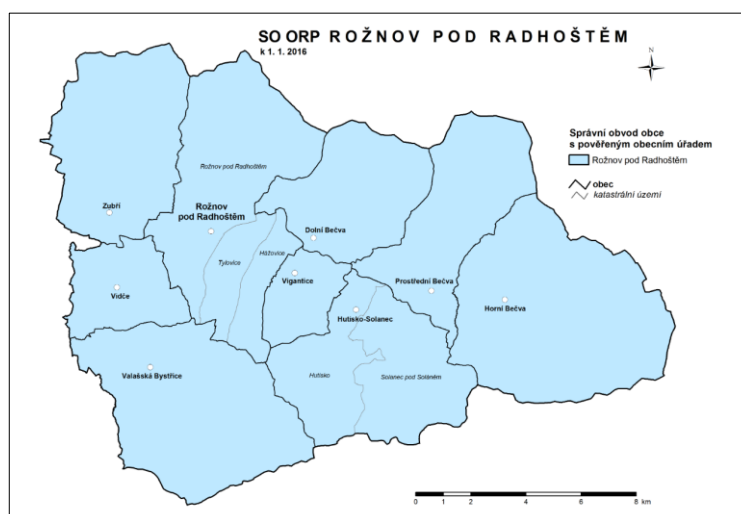 SO ORP ROŽNOV POD RADHOŠTĚM
k 1. 1. 2016
N
Správní obvod obce
s pověřeným obecním úřadem
Rožnov pod Radhoštěm
obec
katastrální území
Rožnov pod Radhoštěm
Zubří
Rožnov
pod Radhoštěm
Dolní Bečva
Hážovice
Tylovice
Vigantice
Prostřední Bečva
Vidče
Horní Bečva
Hutisko-Solanec
Valašská Bystřice
Hutisko
Solanec pod Soláněm
0 1 2 4 6 8 km